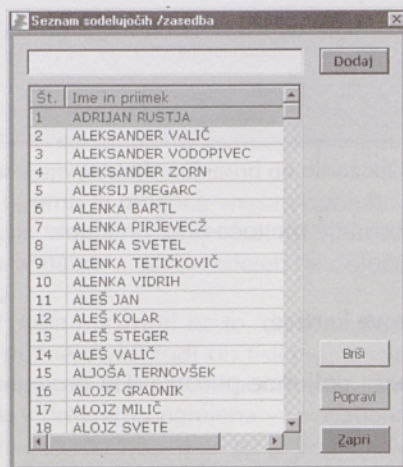 Seznam sodelujočih /zasedba
Dodaj
Št. Ime in priimek
1 ADRIJAN RUSTJA
2 ALEKSANDER VALIČ
3 ALEKSANDER VODOPIVEC
4 ALEKSANDER ZORN
5 ALEKSIJ PREGARC
6 ALENKA BARTL
7 ALENKA PIRJEVECŽ
8 ALENKA SVETEL
9 ALENKA TETIČKOVIČ
10 ALENKA VIDRIH
11 ALEŠ JAN
12 ALEŠ KOLAR
13 ALEŠ STEGER
14 ALEŠ VALIČ
15 ALJOŠA TERNOVŠEK
16 ALOJZ GRADNIK
17 ALOJZ MILIČ
18 ALOJZ SVETE
Briši
Popravi
Zapri